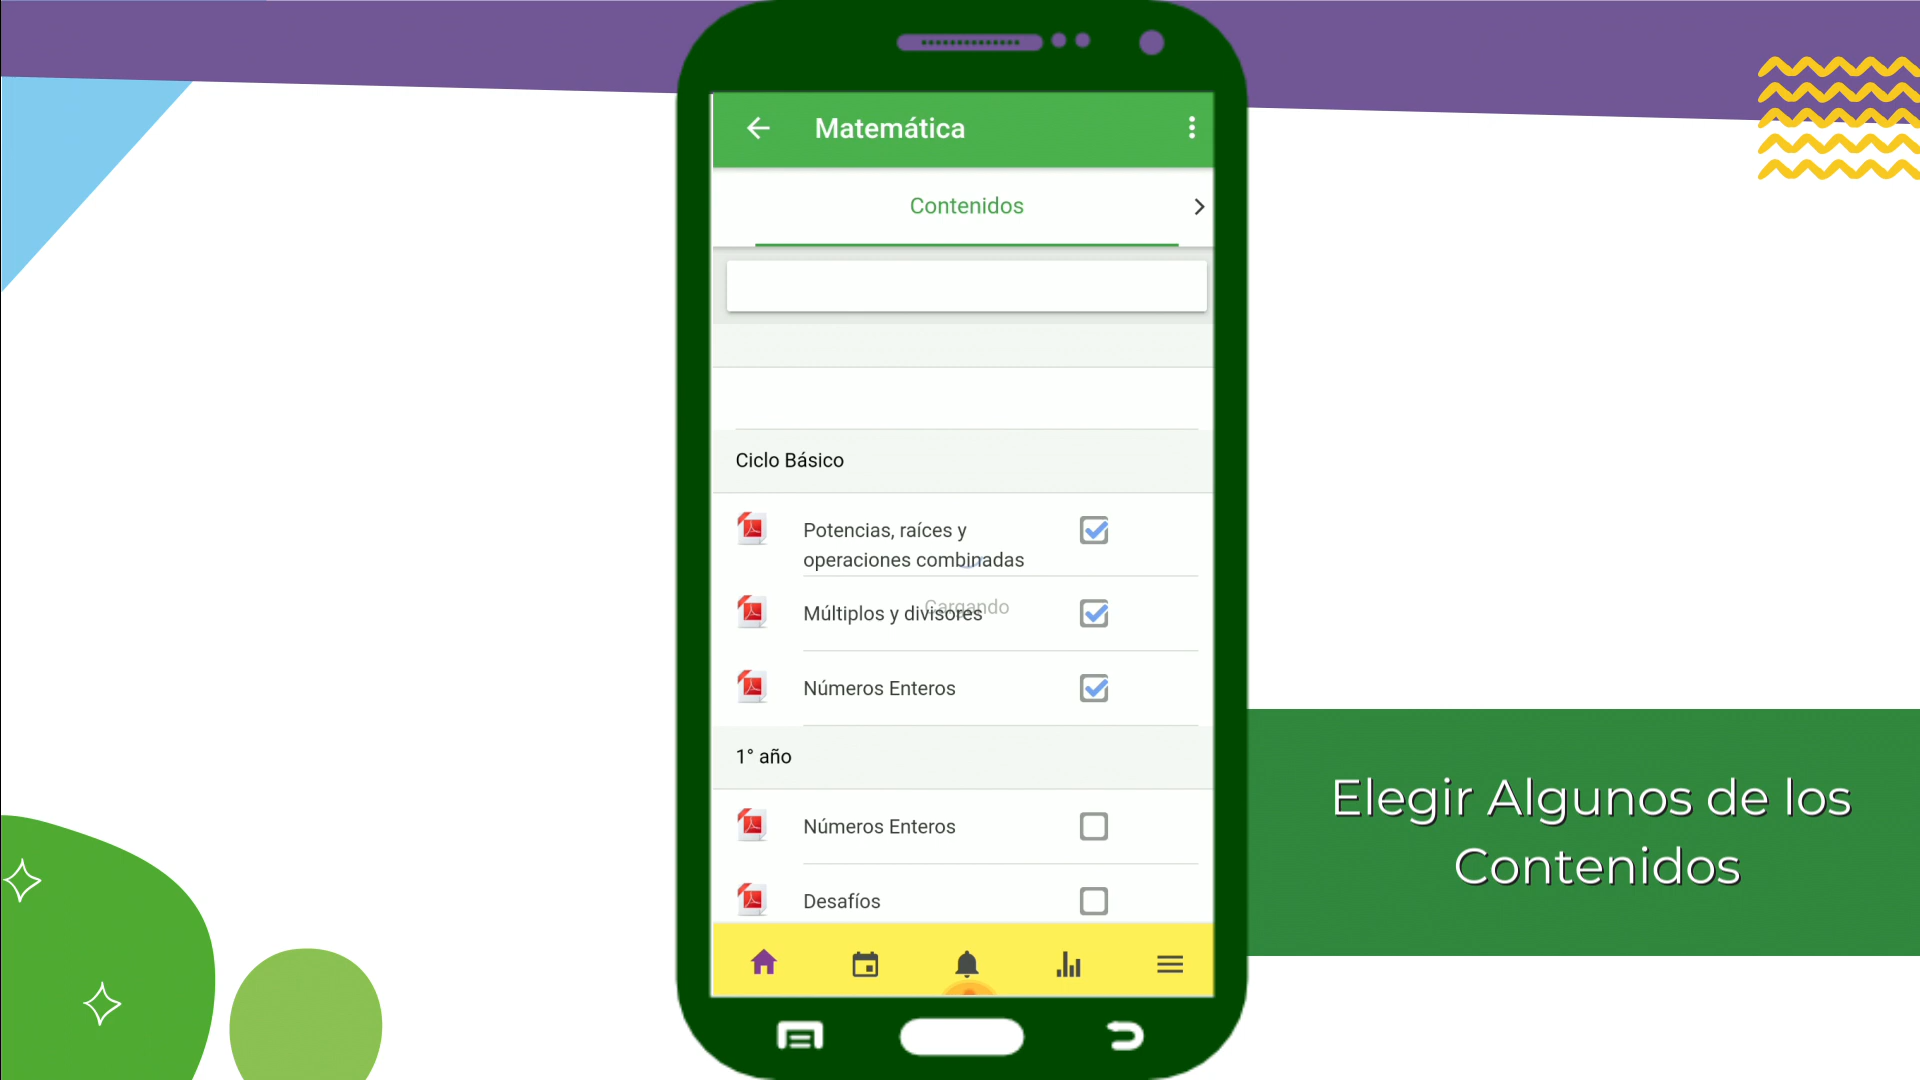 Matemática
Contenidos
Ciclo Básico
Potencias, raíces y
operaciones combinadas
Cargando
Múltiplos y divisores
Números Enteros
1° año
Números Enteros
Desafíos
Elegir Algunos de los
Contenidos